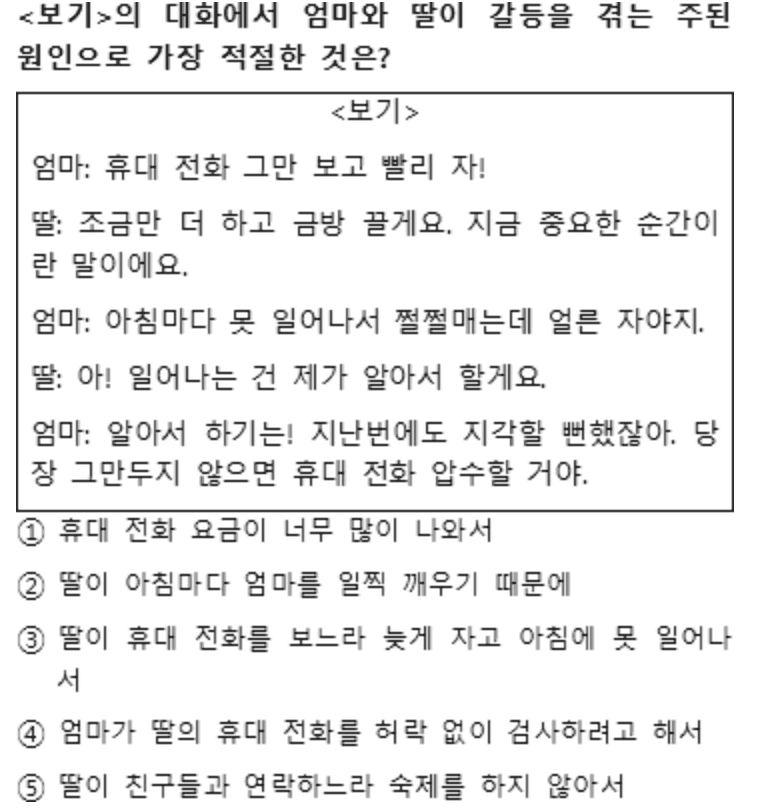 <보기>의 대화에서 엄마와 딸이 갈등을 겪는 주된
원인으로 가장 적절한 것은?
<보기>
엄마: 휴대 전화 그만 보고 빨리 자!
딸: 조금만 더 하고 금방 끌게요. 지금 중요한 순간이
란 말이에요.
엄마: 아침마다 못 일어나서 쩔쩔매는데 얼른 자야지.
딸: 아! 일어나는 건 제가 알아서 할게요.
엄마: 알아서 하기는! 지난번에도 지각할 뻔했잖아. 당
장 그만두지 않으면 휴대 전화 압수할 거야.
① 휴대 전화 요금이 너무 많이 나와서
② 딸이 아침마다 엄마를 일찍 깨우기 때문에
③ 딸이 휴대 전화를 보느라 늦게 자고 아침에 못 일어나
서
④ 엄마가 딸의 휴대 전화를 허락 없이 검사하려고 해서
⑤ 딸이 친구들과 연락하느라 숙제를 하지 않아서